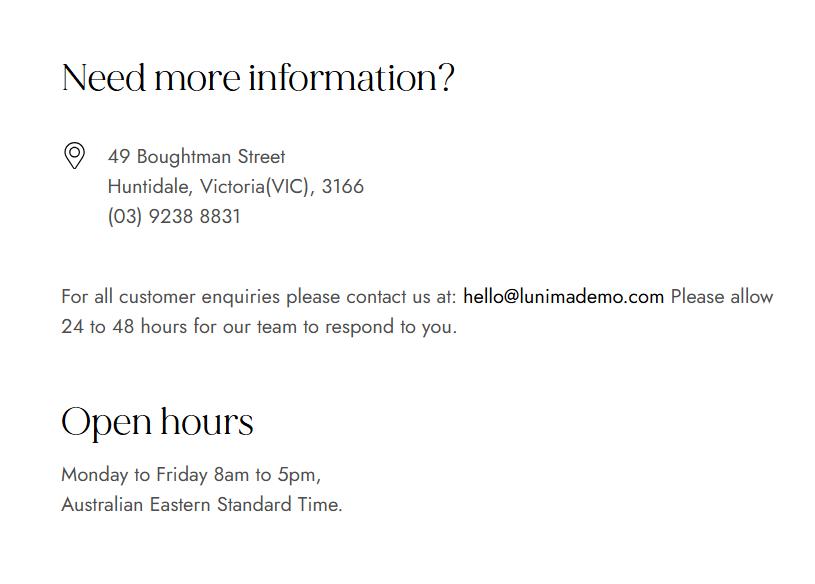 Need more information?
49 Boughtman Street
Huntidale, Victoria(VIC), 3166
(03) 9238 8831
For all customer enquiries please contact us at: hello@lunimademo.com Please allow
24 to 48 hours for our team to respond to you.
Open hours
Monday to Friday 8am to 5pm,
Australian Eastern Standard Time.